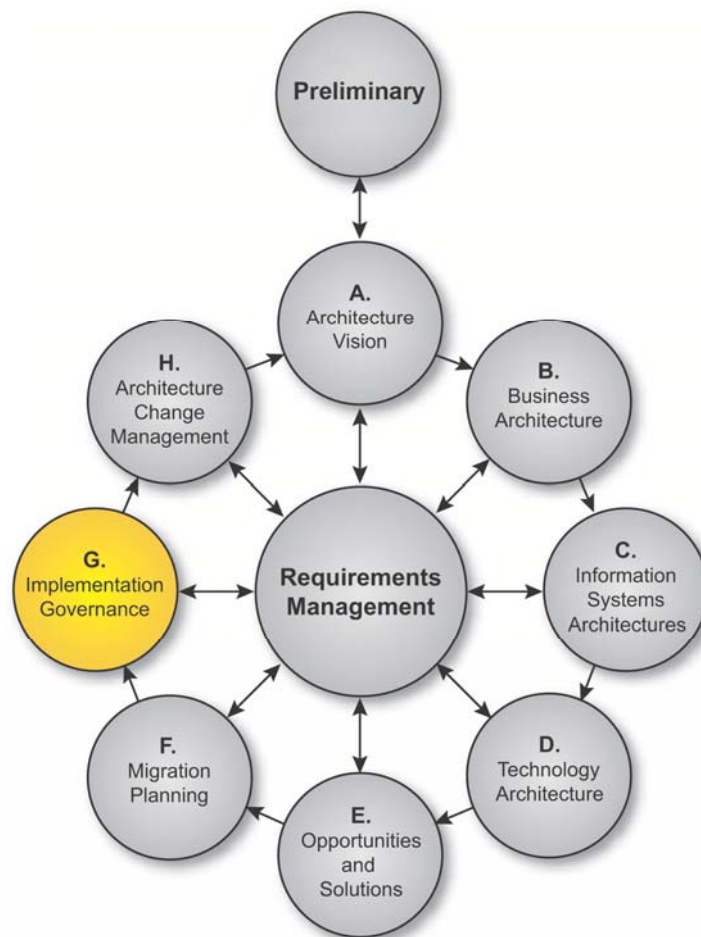 Preliminary
A.
Architecture
Vision
B.
Business
Architecture
C.
Information
Systems
Architectures
D.
Technology
Architecture
E.
Opportunities
and
Solutions
F.
Migration
Planning
G.
Implementation
Governance
H.
Architecture
Change
Management
Requirements
Management